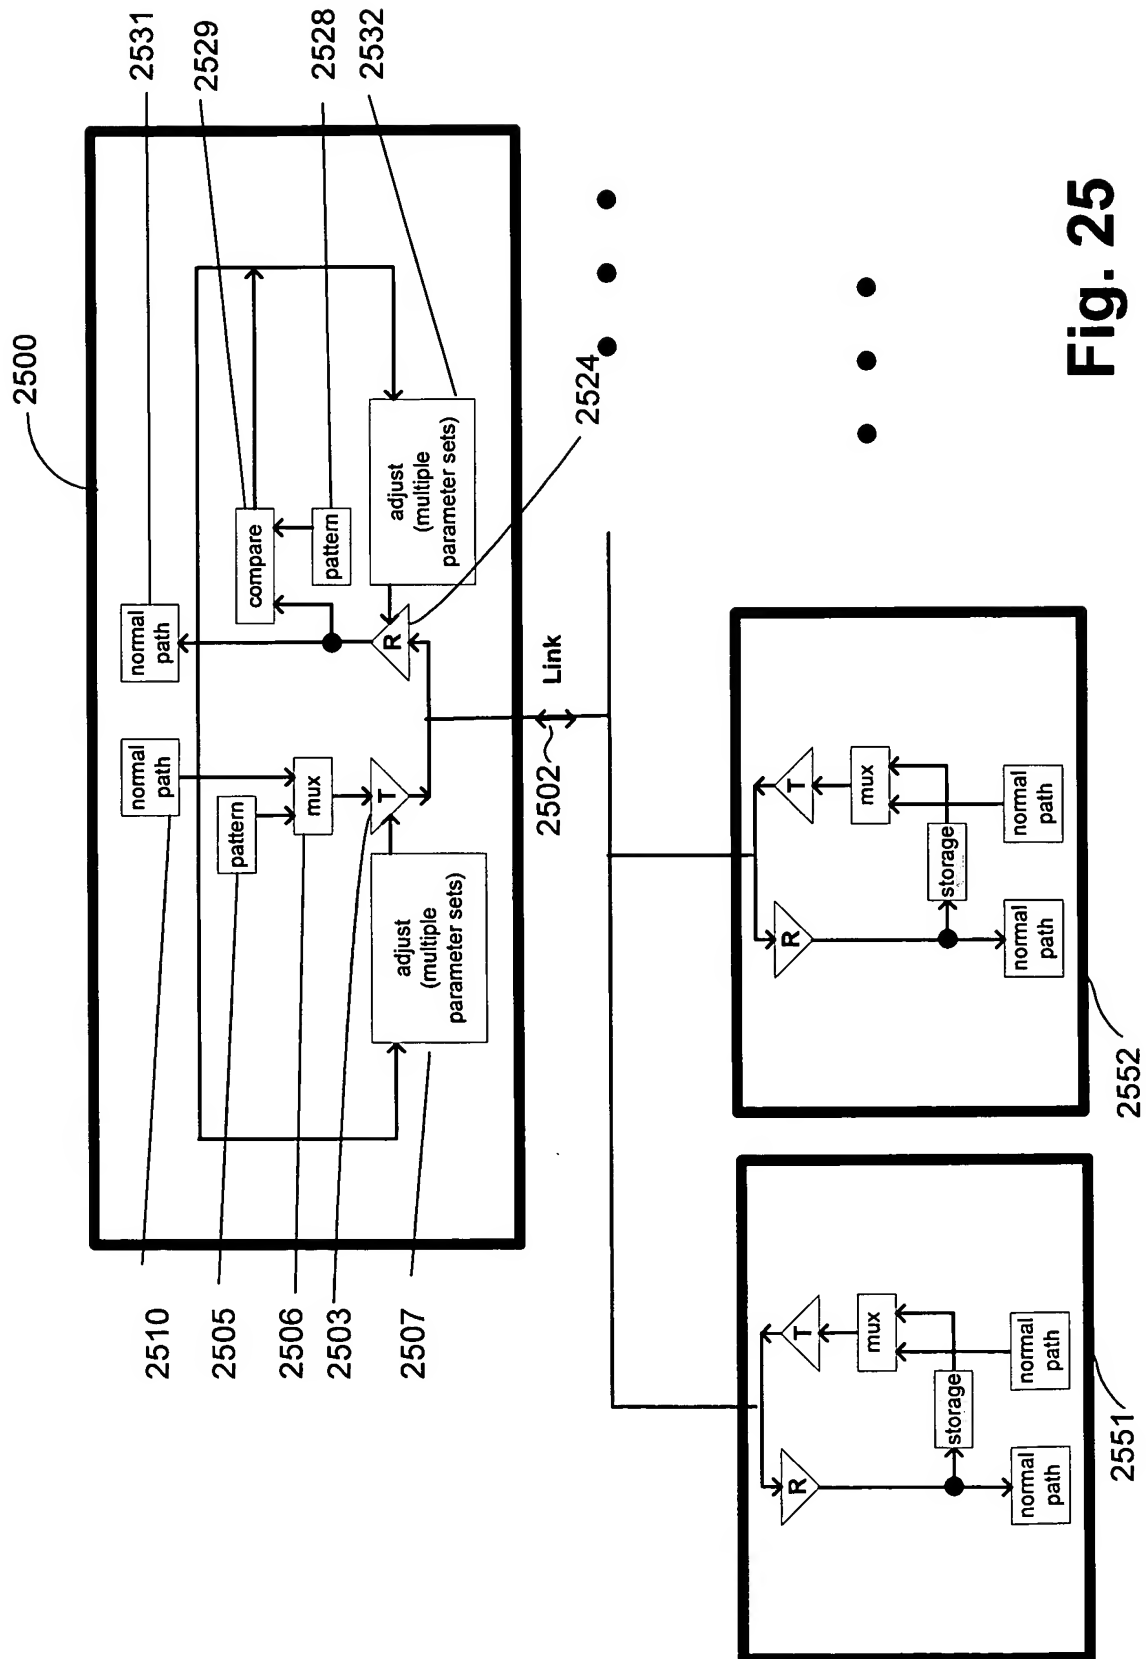 2500
2531
2529
2528
2532
normal
path
normal
path
compare
pattern
pattern
mux
R
T
adjust
(multiple
parameter sets)
adjust
(multiple
parameter sets)
2510
2505
2506
2503
2507
2524
2502
Link
R
T
mux
storage
normal
path
normal
path
2551
R
T
mux
storage
normal
path
normal
path
2552
Fig. 25